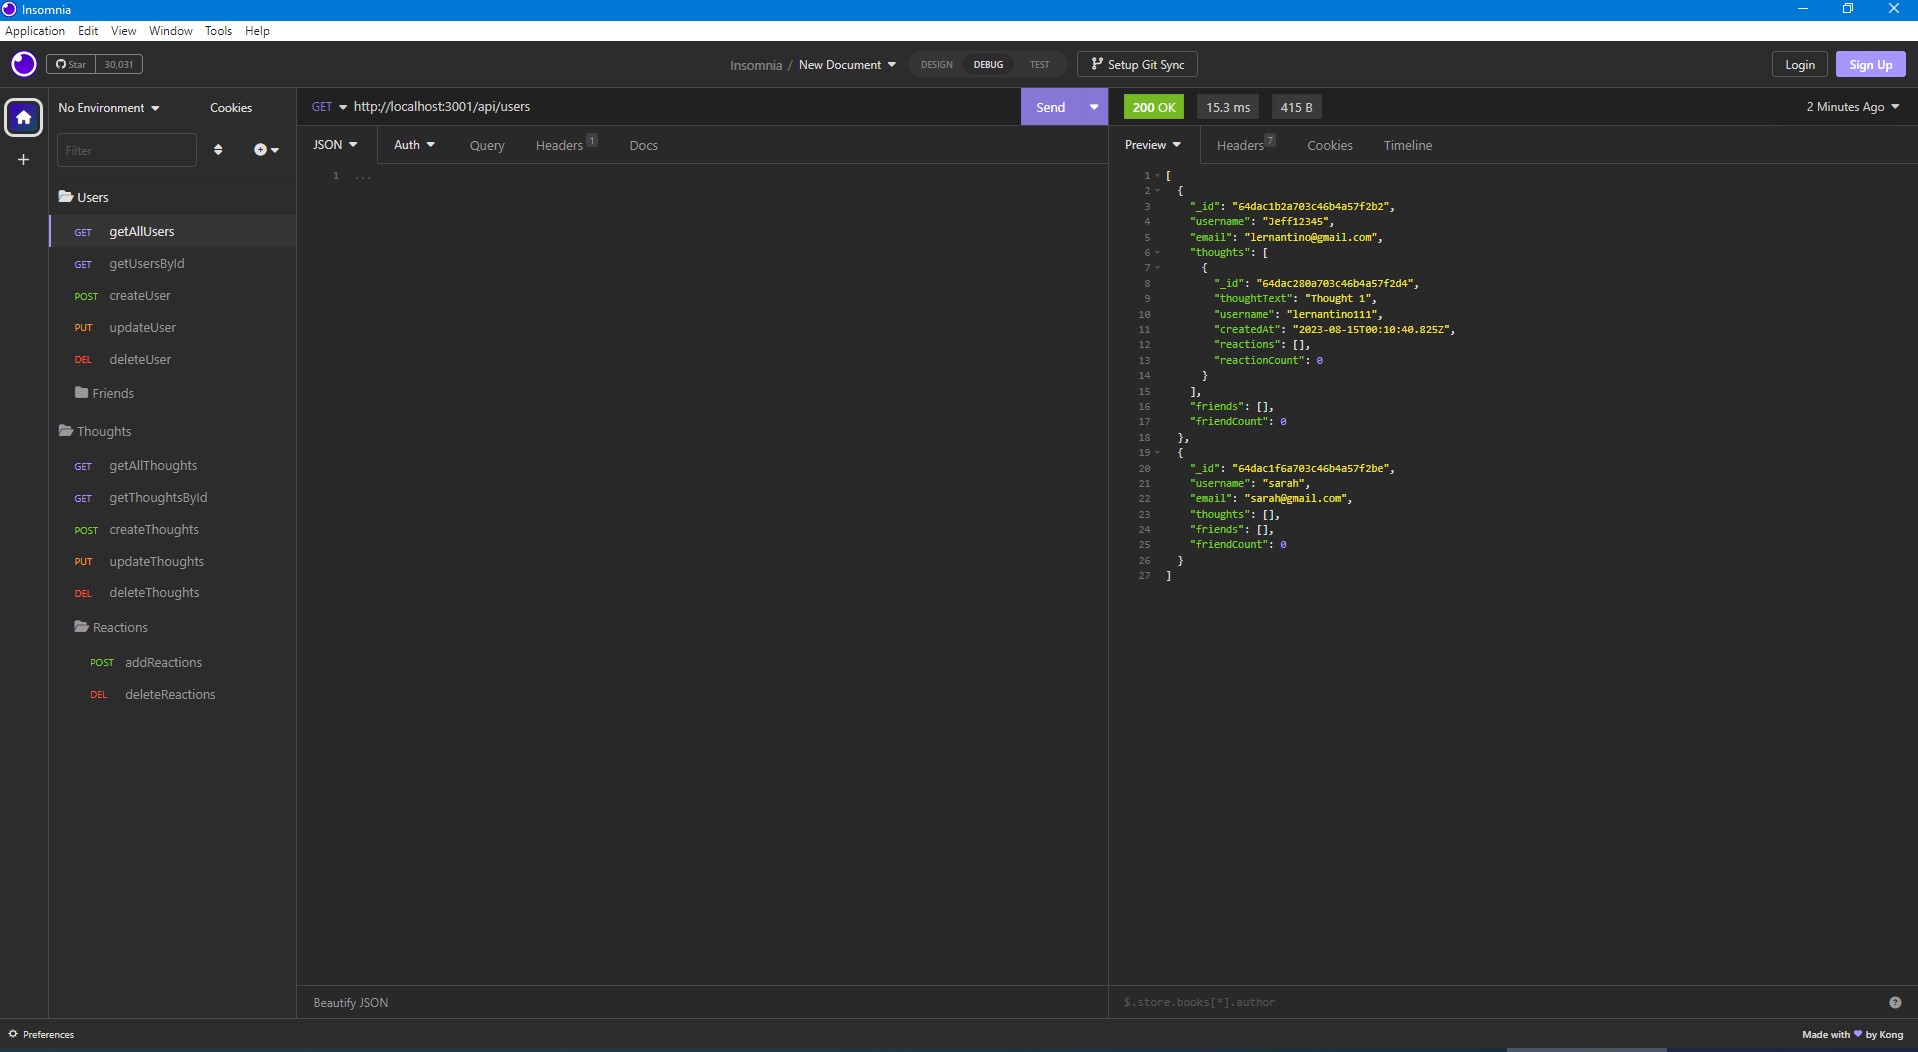 Insomnia
Application Edit View Window Tools Help
Star 30,031
Insomnia / New Document
DESIGN DEBUG TEST
Setup Git Sync
Login
Sign Up
No Environment
Cookies
Filter
Users
GET getAllUsers
GET getUsersById
POST createUser
PUT updateUser
DEL deleteUser
Friends
Thoughts
GET getAllThoughts
GET getThoughtsById
POST createThoughts
PUT updateThoughts
DEL deleteThoughts
Reactions
POST addReactions
DEL deleteReactions
GET http://localhost:3001/api/users
Send
JSON Auth Query Headers 1 Docs
1 ...
Beautify JSON
200 OK 15.3 ms 415 B
2 Minutes Ago
Preview Headers 7 Cookies Timeline
1 [
2 {
3 "_id": "64dac1b2a703c46b4a57f2b2",
4 "username": "Jeff12345",
5 "email": "lernantino@gmail.com",
6 "thoughts": [
7 {
8 "_id": "64dac280a703c46b4a57f2d4",
9 "thoughtText": "Thought 1",
10 "username": "lernantino111",
11 "createdAt": "2023-08-15T00:10:40.825Z",
12 "reactions": [],
13 "reactionCount": 0
14 }
15 ],
16 "friends": [],
17 "friendCount": 0
18 },
19 {
20 "_id": "64dac1f6a703c46b4a57f2be",
21 "username": "sarah",
22 "email": "sarah@gmail.com",
23 "thoughts": [],
24 "friends": [],
25 "friendCount": 0
26 }
27 ]
$.store.books[*].author
Preferences
Made with 💜 by Kong